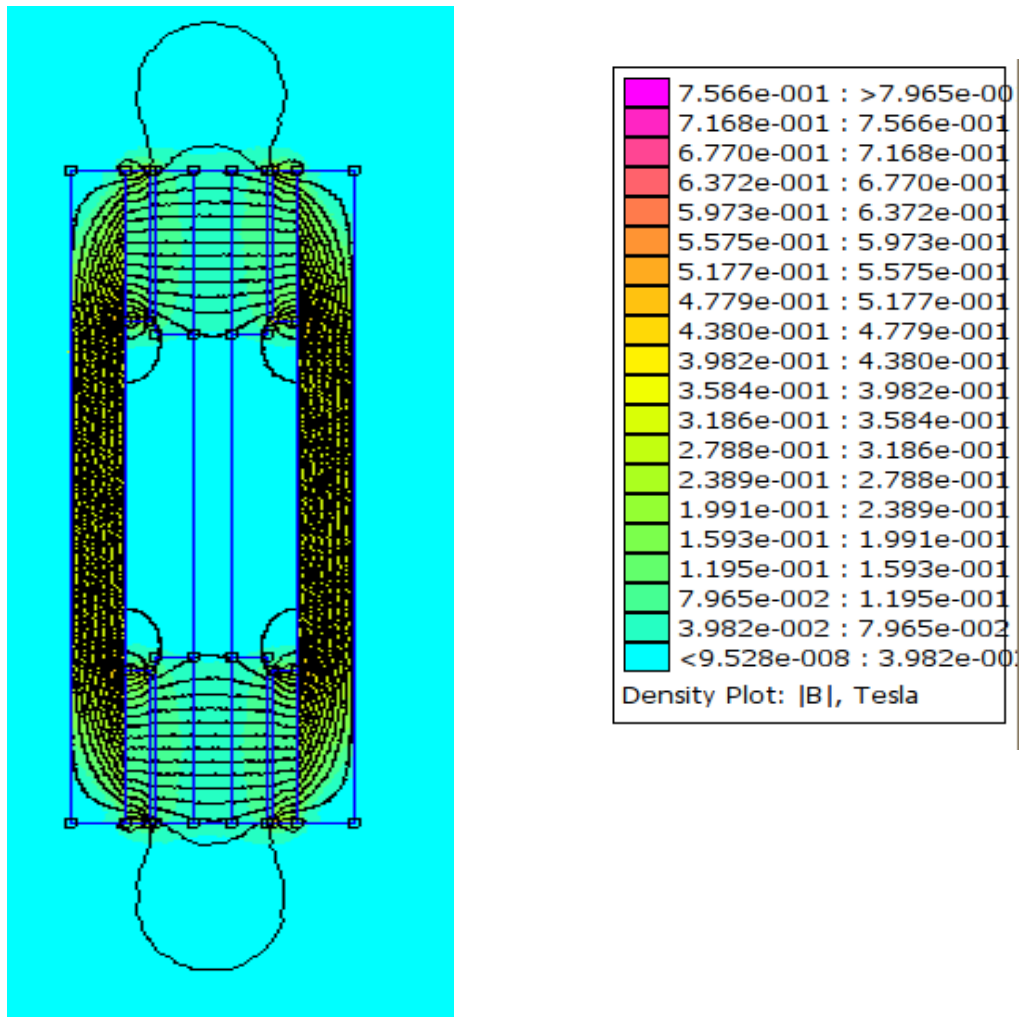 7.566e-001 : >7.965e-00
7.168e-001 : 7.566e-001
6.770e-001 : 7.168e-001
6.372e-001 : 6.770e-001
5.973e-001 : 6.372e-001
5.575e-001 : 5.973e-001
5.177e-001 : 5.575e-001
4.779e-001 : 5.177e-001
4.380e-001 : 4.779e-001
3.982e-001 : 4.380e-001
3.584e-001 : 3.982e-001
3.186e-001 : 3.584e-001
2.788e-001 : 3.186e-001
2.389e-001 : 2.788e-001
1.991e-001 : 2.389e-001
1.593e-001 : 1.991e-001
1.195e-001 : 1.593e-001
7.965e-002 : 1.195e-001
3.982e-002 : 7.965e-002
<9.528e-008 : 3.982e-002
Density Plot: |B|, Tesla